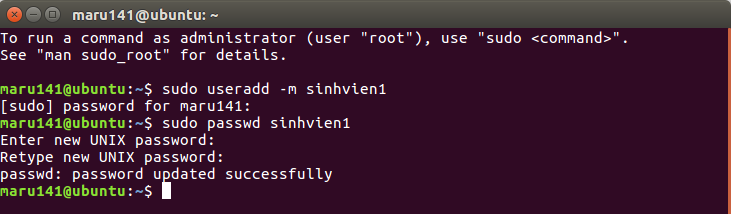 maru141@ubuntu: ~
To run a command as administrator (user "root"), use "sudo <command>".
See "man sudo_root" for details.
maru141@ubuntu:~$ sudo useradd -m sinhvien1
[sudo] password for maru141:
maru141@ubuntu:~$ sudo passwd sinhvien1
Enter new UNIX password:
Retype new UNIX password:
passwd: password updated successfully
maru141@ubuntu:~$